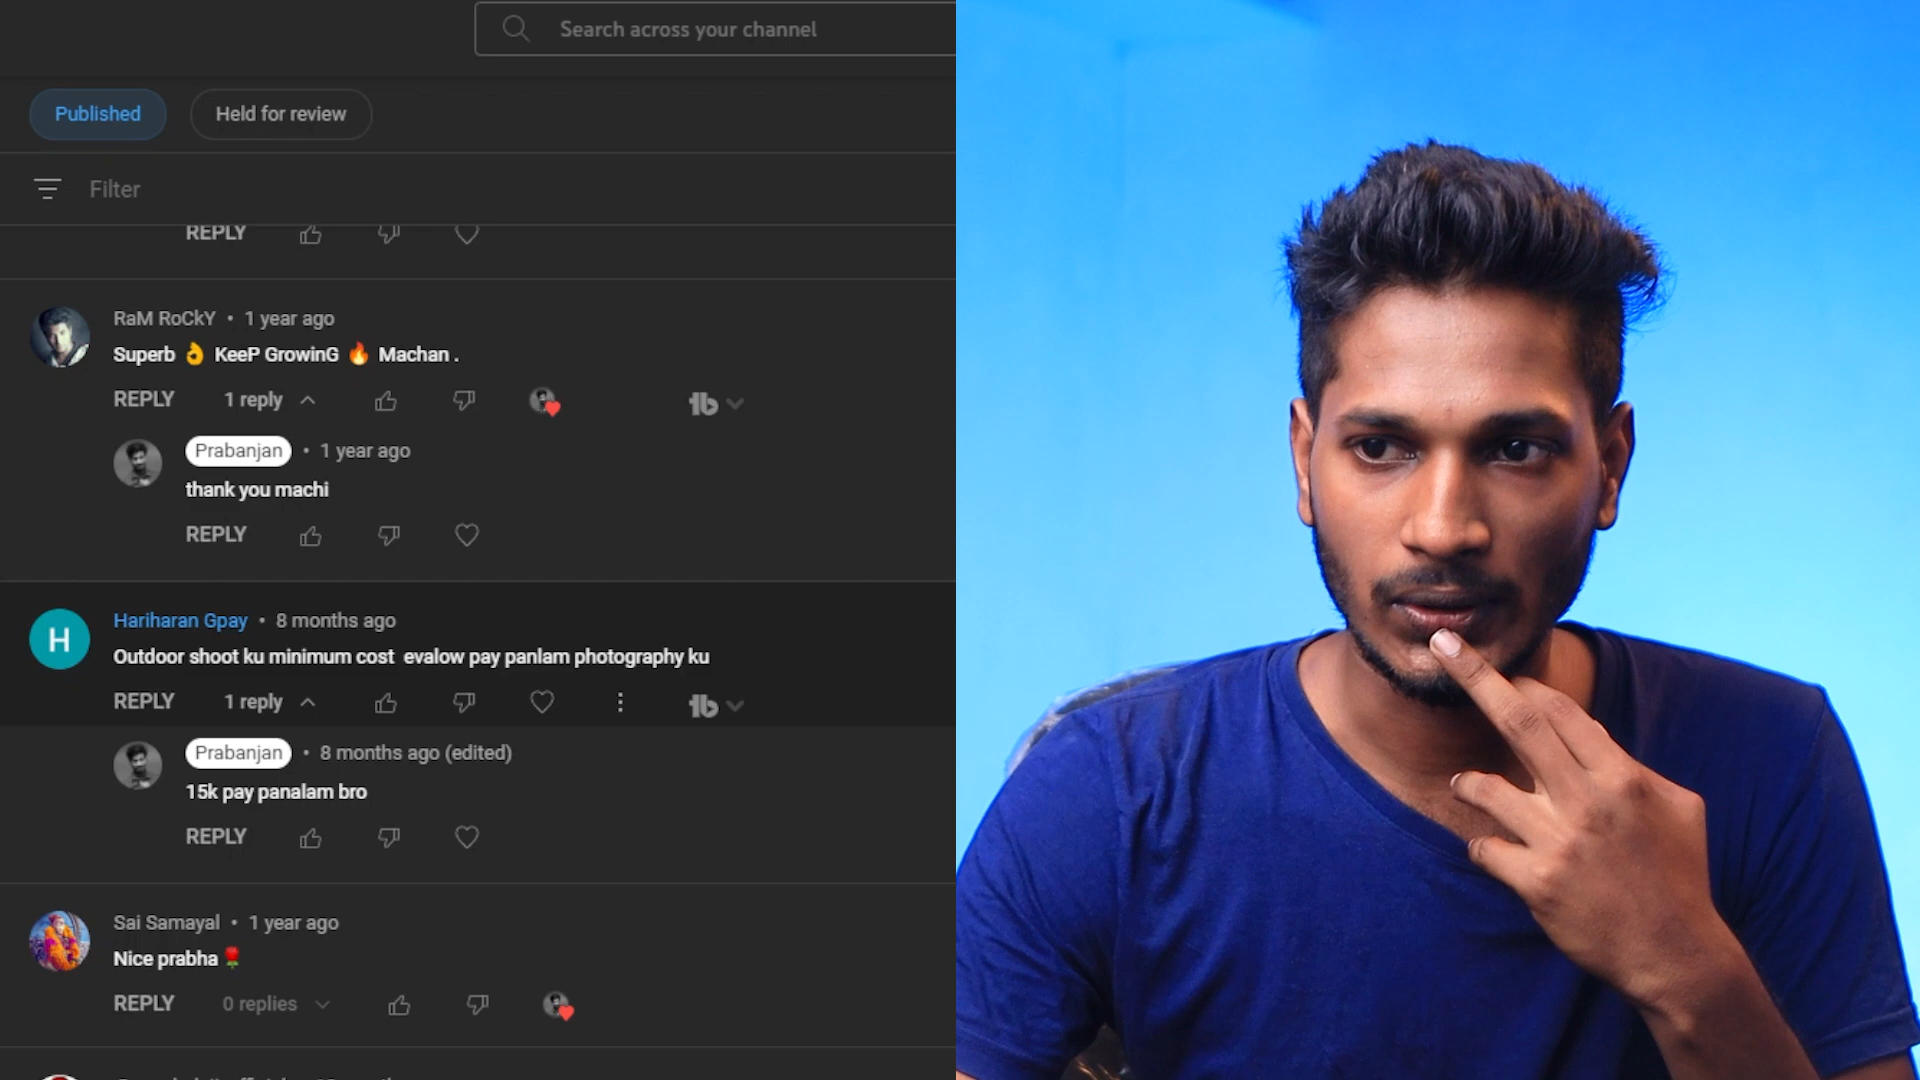 Search across your channel
Published
Held for review
Filter
REPLY
RaM RoCkY • 1 year ago
Superb 👌 KeeP GrowinG 🔥 Machan .
REPLY 1 reply
Prabanjan • 1 year ago
thank you machi
REPLY
Hariharan Gpay • 8 months ago
Outdoor shoot ku minimum cost evalow pay panlam photography ku
REPLY 1 reply
Prabanjan • 8 months ago (edited)
15k pay panalam bro
REPLY
Sai Samayal • 1 year ago
Nice prabha 🌹
REPLY 0 replies